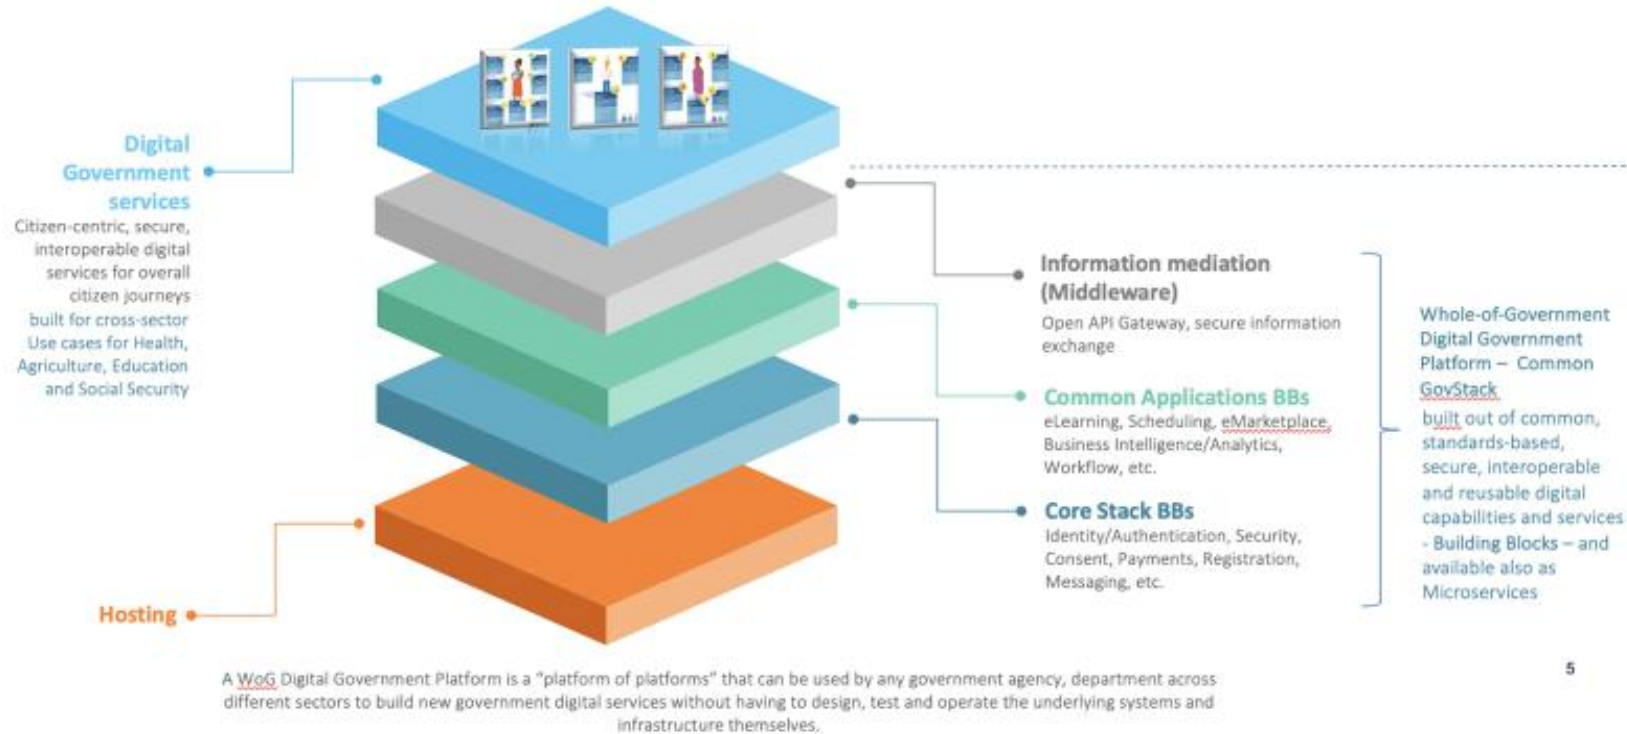 Digital
Government
services
Citizen-centric, secure,
interoperable digital
services for overall
citizen journeys
built for cross-sector
Use cases for Health,
Agriculture, Education
and Social Security
Hosting
Information mediation
(Middleware)
Open API Gateway, secure information
exchange
Common Applications BBs
eLearning, Scheduling, eMarketplace,
Business Intelligence/Analytics,
Workflow, etc.
Core Stack BBs
Identity/Authentication, Security,
Consent, Payments, Registration,
Messaging, etc.
Whole-of-Government
Digital Government
Platform – Common
GovStack
built out of common,
standards-based,
secure, interoperable
and reusable digital
capabilities and services
- Building Blocks – and
available also as
Microservices
A WoG Digital Government Platform is a "platform of platforms" that can be used by any government agency, department across
different sectors to build new government digital services without having to design, test and operate the underlying systems and
infrastructure themselves.
5